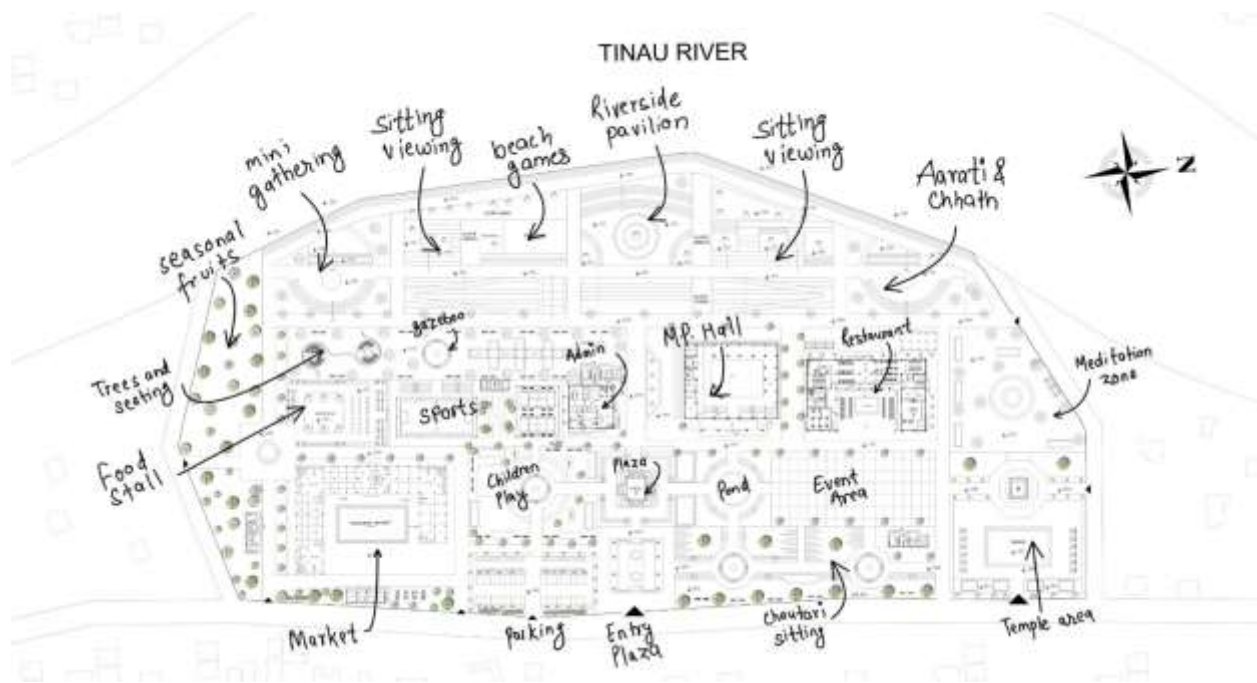 TINAU RIVER
mini
gathering
Sitting
viewing
beach
games
Riverside
pavilion
Sitting
viewing
Aarati &
Chhath
N
seasonal
fruits
Trees and
seating
gazeboo
Admin
M.P. Hall
Restaurant
Meditation
zone
Sports
Food
Stall
Children
Play
Plaza
Pond
Event
Area
Market
Parking
Entry
Plaza
Chautari
sitting
Temple area